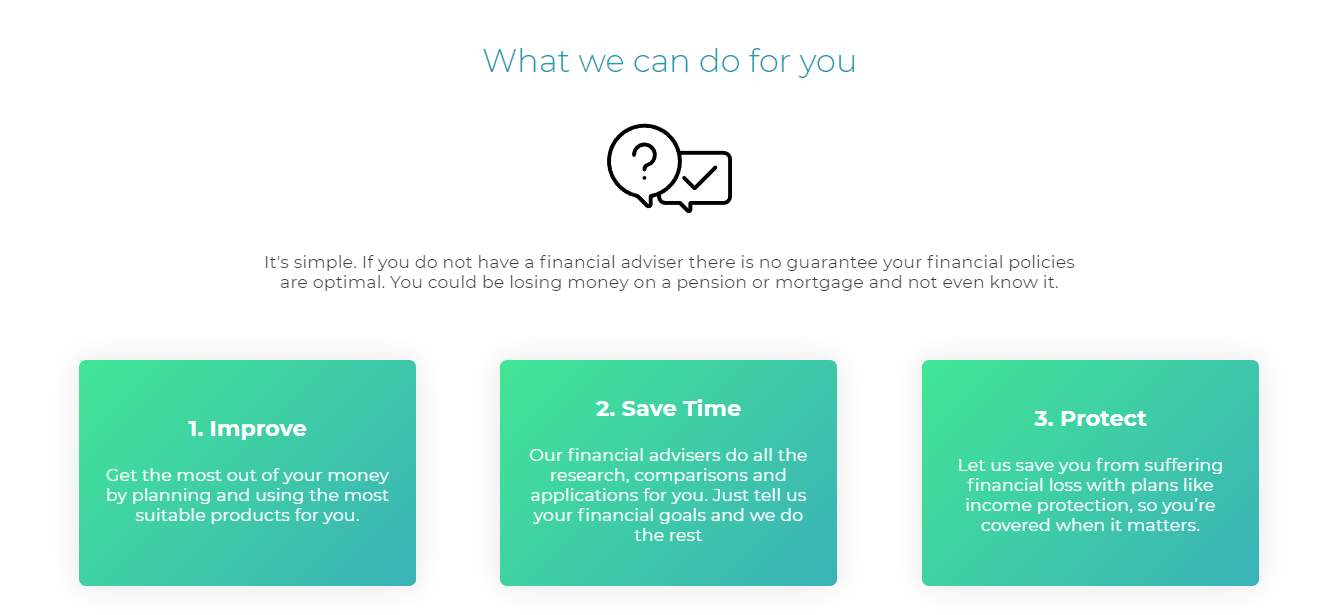 What we can do for you
?
It's simple. If you do not have a financial adviser there is no guarantee your financial policies
are optimal. You could be losing money on a pension or mortgage and not even know it.
1. Improve
Get the most out of your money
by planning and using the most
suitable products for you.
2. Save Time
Our financial advisers do all the
research, comparisons and
applications for you. Just tell us
your financial goals and we do
the rest
3. Protect
Let us save you from suffering
financial loss with plans like
income protection, so you’re
covered when it matters.